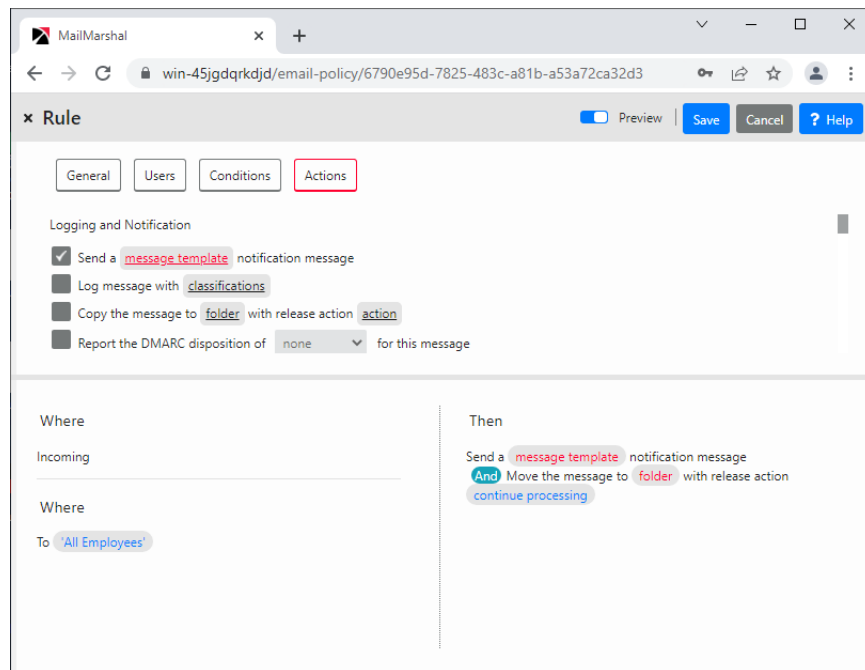 MailMarshal
win-45jgdqrkdjd/email-policy/6790e95d-7825-483c-a81b-a53a72ca32d3
Rule
Preview
Save
Cancel
? Help
General
Users
Conditions
Actions
Logging and Notification
Send a message template notification message
Log message with classifications
Copy the message to folder with release action action
Report the DMARC disposition of none for this message
Where
Incoming
Where
To 'All Employees'
Then
Send a message template notification message
And Move the message to folder with release action
continue processing